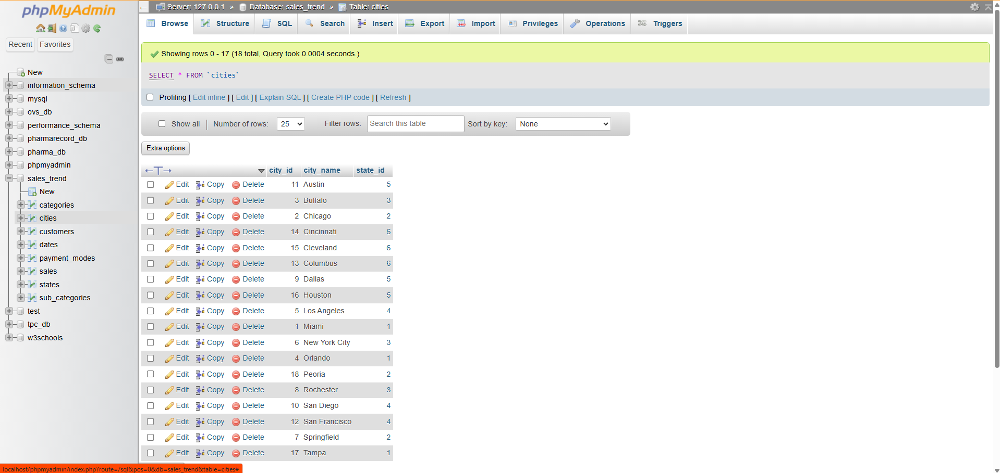 phpMyAdmin
Recent Favorites
New
information_schema
mysql
ovs_db
performance_schema
pharmarecord_db
pharma_db
phpmyadmin
sales_trend
New
categories
cities
customers
dates
payment_modes
sales
states
sub_categories
test
tpc_db
w3schools
Server: 127.0.0.1 » Database: sales_trend » Table: cities
Browse Structure SQL Search Insert Export Import Privileges Operations Triggers
Showing rows 0 - 17 (18 total, Query took 0.0004 seconds.)
SELECT * FROM `cities`
Profiling [ Edit inline ] [ Edit ] [ Explain SQL ] [ Create PHP code ] [ Refresh ]
Show all | Number of rows: 25 Filter rows: Search this table Sort by key: None
Extra options
←T→ city_id city_name state_id
Edit Copy Delete 11 Austin 5
Edit Copy Delete 3 Buffalo 3
Edit Copy Delete 2 Chicago 2
Edit Copy Delete 14 Cincinnati 6
Edit Copy Delete 15 Cleveland 6
Edit Copy Delete 13 Columbus 6
Edit Copy Delete 9 Dallas 5
Edit Copy Delete 16 Houston 5
Edit Copy Delete 5 Los Angeles 4
Edit Copy Delete 1 Miami 1
Edit Copy Delete 6 New York City 3
Edit Copy Delete 4 Orlando 1
Edit Copy Delete 18 Peoria 2
Edit Copy Delete 8 Rochester 3
Edit Copy Delete 10 San Diego 4
Edit Copy Delete 12 San Francisco 4
Edit Copy Delete 7 Springfield 2
Edit Copy Delete 17 Tampa 1
localhost/phpmyadmin/index.php?route=/sql&pos=0&db=sales_trend&table=cities#